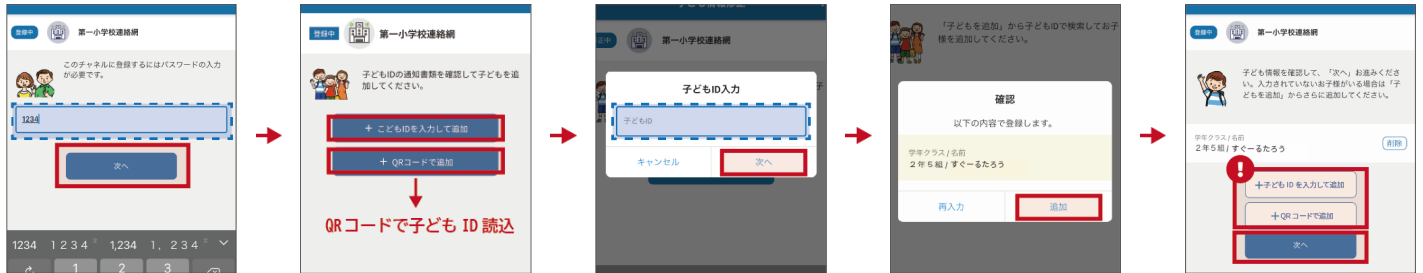 登録中 第一小学校連絡網
このチャネルに登録するにはパスワードの入力
が必要です。
1234
次へ
1234 1234 1,234 1, 234
1 2 3
登録中 第一小学校連絡網
子どもIDの通知書類を確認して子どもを追
加してください。
+ こどもIDを入力して追加
+ QRコードで追加
QRコードで子ども ID 読込
第一小学校連絡網
子どもID入力
子どもID
キャンセル 次へ
「子どもを追加」から子どもIDで検索してお子
様を追加してください。
確認
以下の内容で登録します。
学年クラス / 名前
2 年 5 組 / すぐーるたろう
再入力 追加
登録中 第一小学校連絡網
子ども情報を確認して、「次へ」お進みくださ
い。入力されていないお子様がいる場合は「子
どもを追加」からさらに追加してください。
学年クラス / 名前
2 年 5 組 / すぐーるたろう 削除
!
+子ども ID を入力して追加
+QR コードで追加
次へ